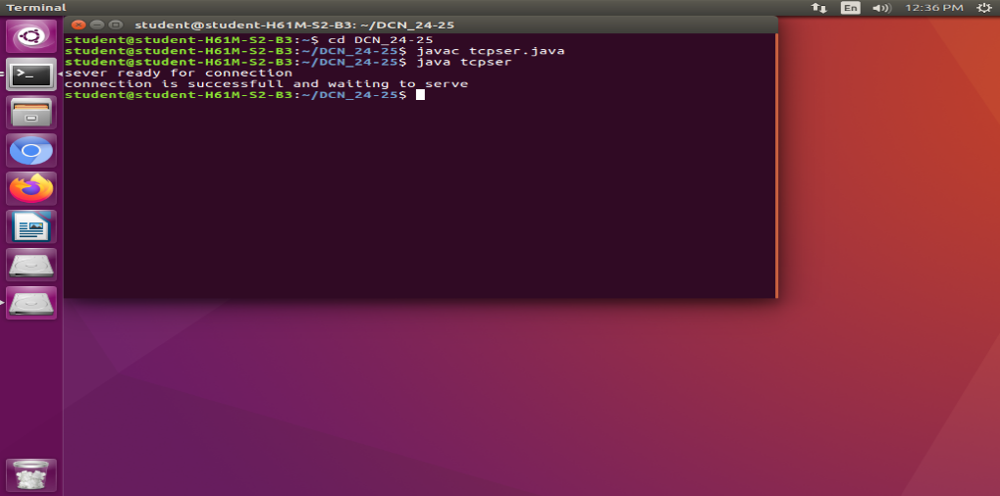 Terminal
En
12:36 PM
student@student-H61M-S2-B3: ~/DCN_24-25
student@student-H61M-S2-B3:~$ cd DCN_24-25
student@student-H61M-S2-B3:~/DCN_24-25$ javac tcpser.java
student@student-H61M-S2-B3:~/DCN_24-25$ java tcpser
sever ready for connection
connection is successfull and waiting to serve
student@student-H61M-S2-B3:~/DCN_24-25$